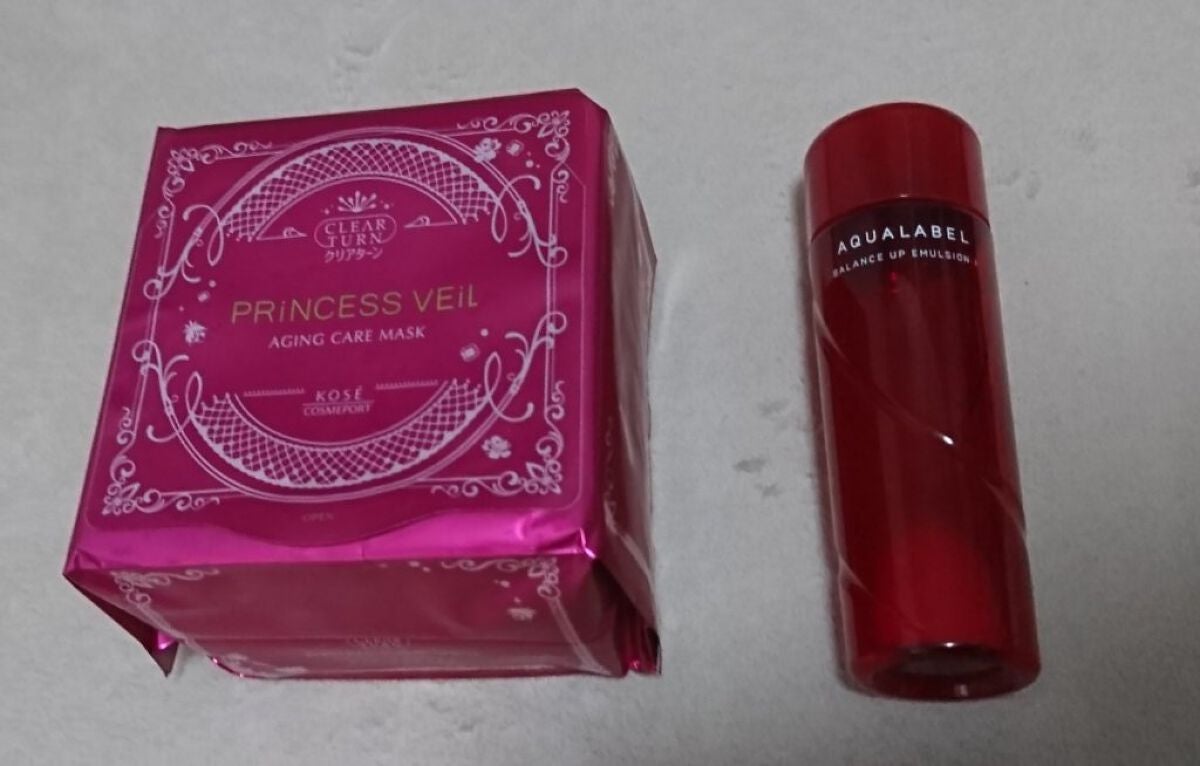 CLEAR
TURN
クリアターン
PRiNCESS VEiL
AGING CARE MASK
KOSÉ
COSMEPORT
OPEN
AQUALABEL
BALANCE UP EMULSION